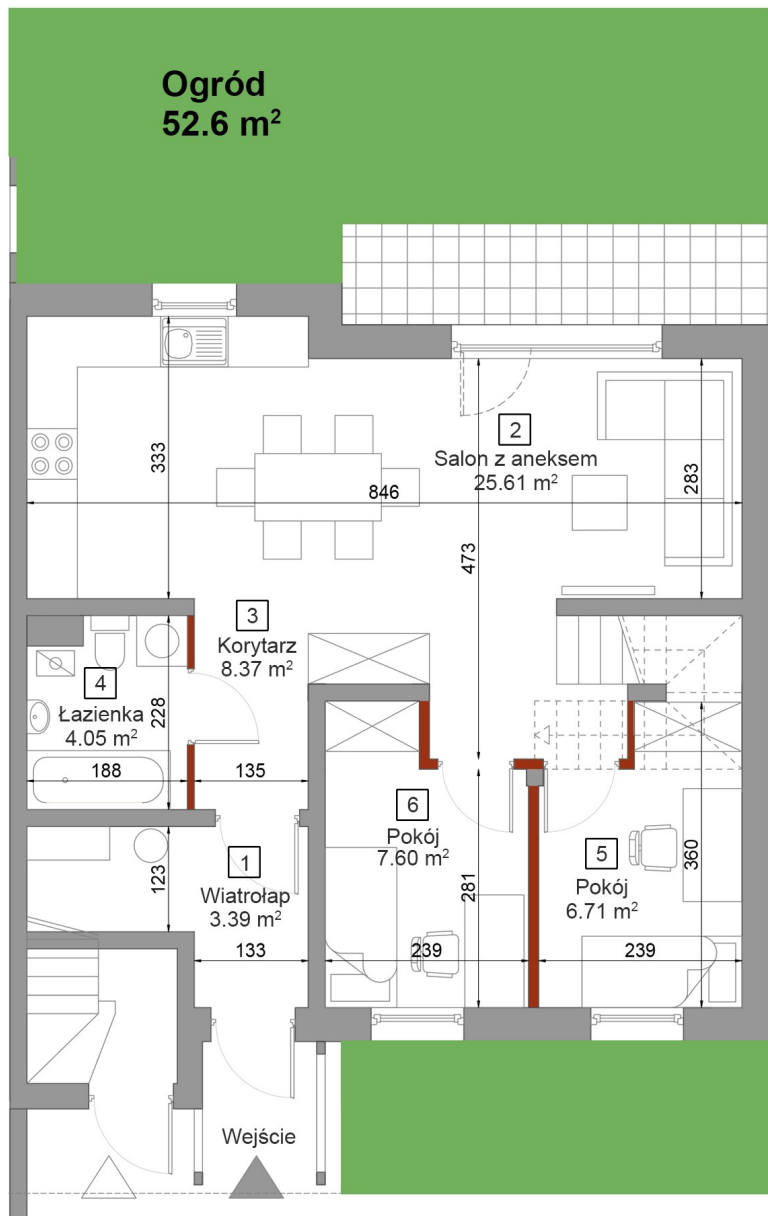 Ogród
52.6 m²
2
Salon z aneksem
25.61 m²
333
846
283
473
3
Korytarz
8.37 m²
4
Łazienka
4.05 m²
228
188
135
6
Pokój
7.60 m²
5
Pokój
6.71 m²
360
281
123
1
Wiatrołap
3.39 m²
133
239
239
Wejście